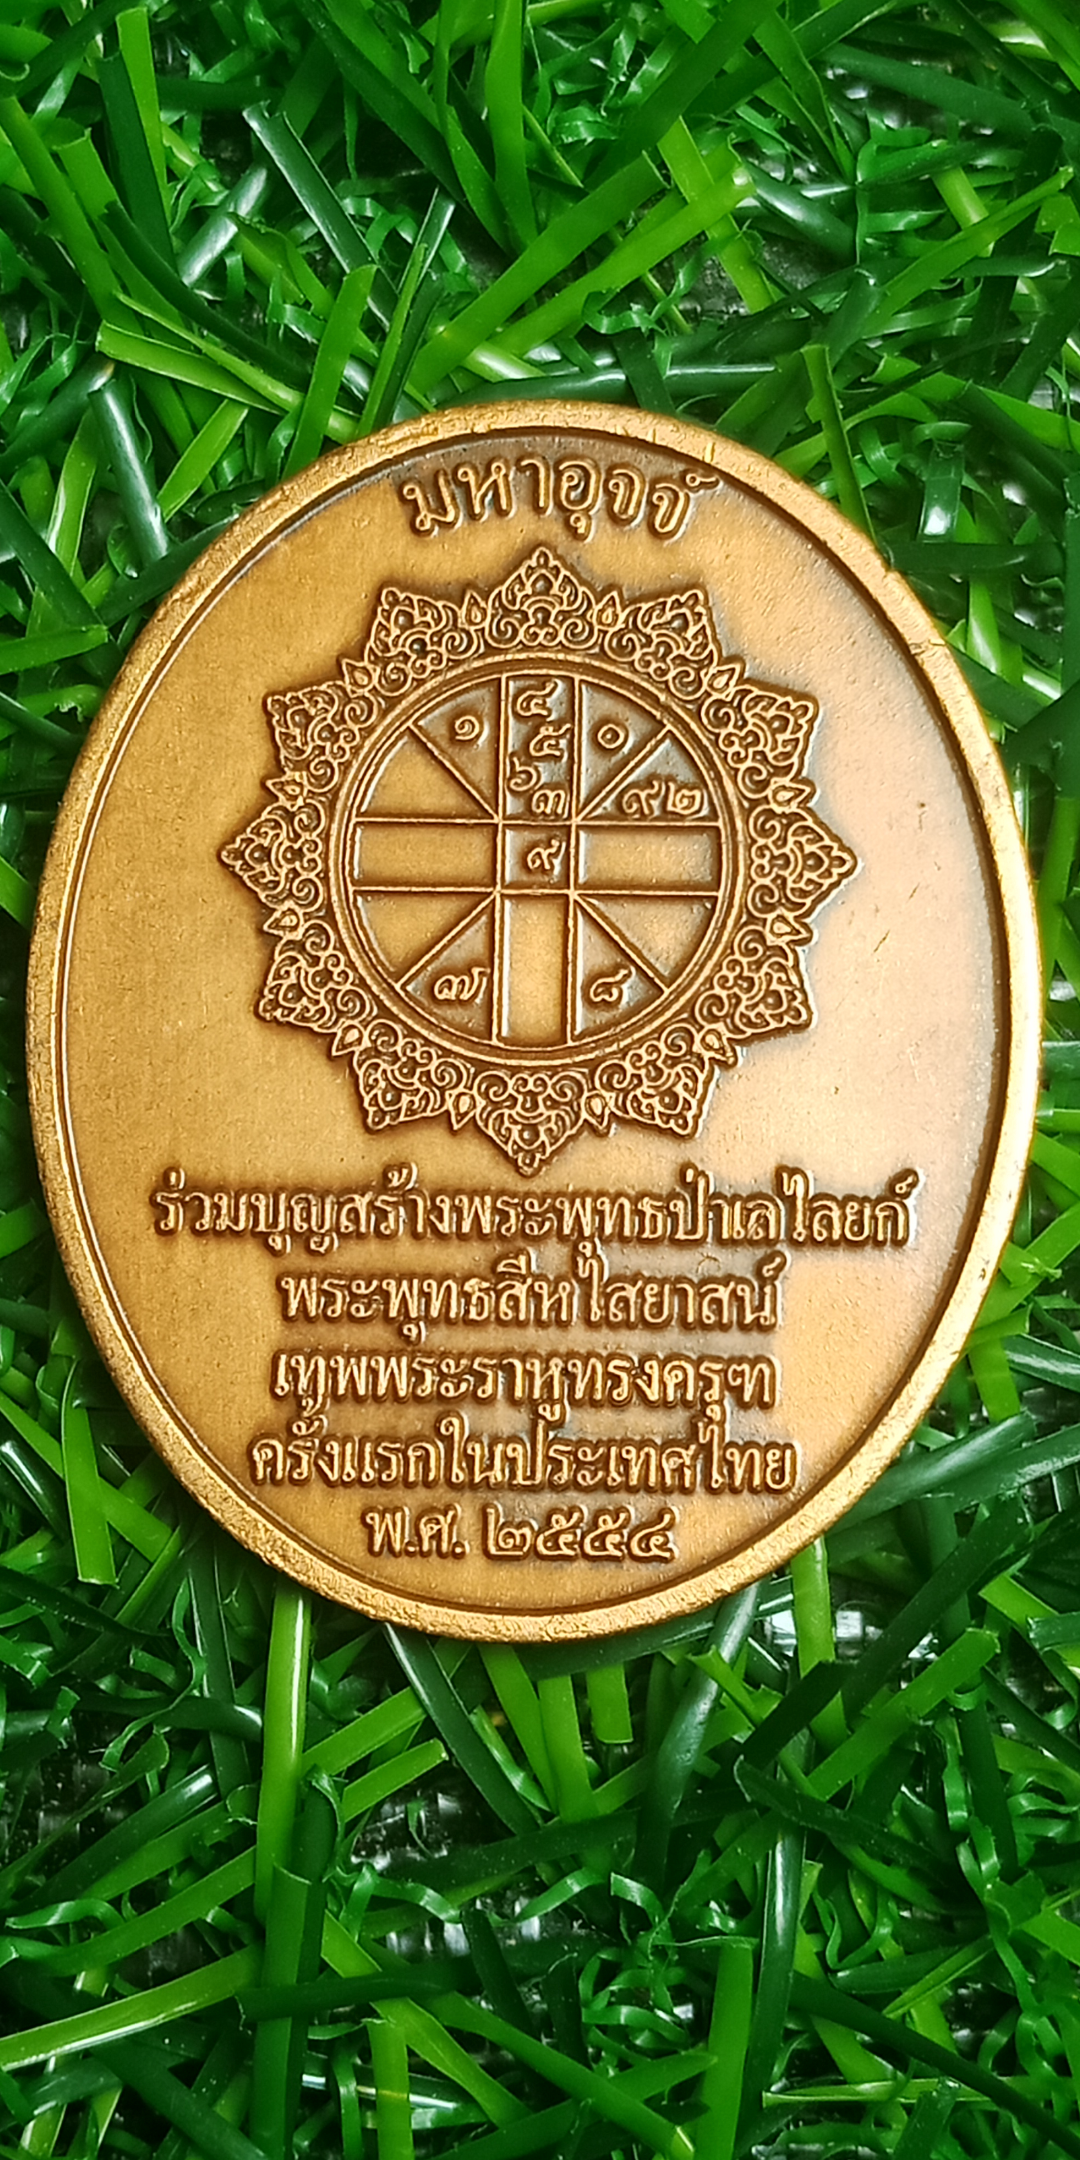 มหาอุจจ์
๔
๑ ๕ ๐
๖
๓ ๙๒
๙
๗ ๘
ร่วมบุญสร้างพระพุทธป่าเลไลยก์
พระพุทธสีหไสยาสน์
เทพพระราหูทรงครุฑ
ครั้งแรกในประเทศไทย
พ.ศ. ๒๕๕๔